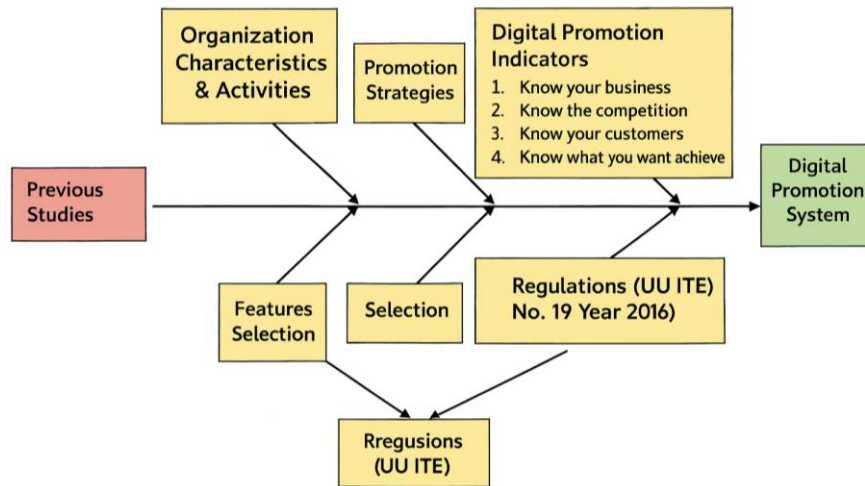 Organization
Characteristics
& Activities
Promotion
Strategies
Digital Promotion
Indicators
1. Know your business
2. Know the competition
3. Know your customers
4. Know what you want achieve
Previous
Studies
Digital
Promotion
System
Features
Selection
Selection
Regulations (UU ITE)
No. 19 Year 2016)
Rregusions
(UU ITE)